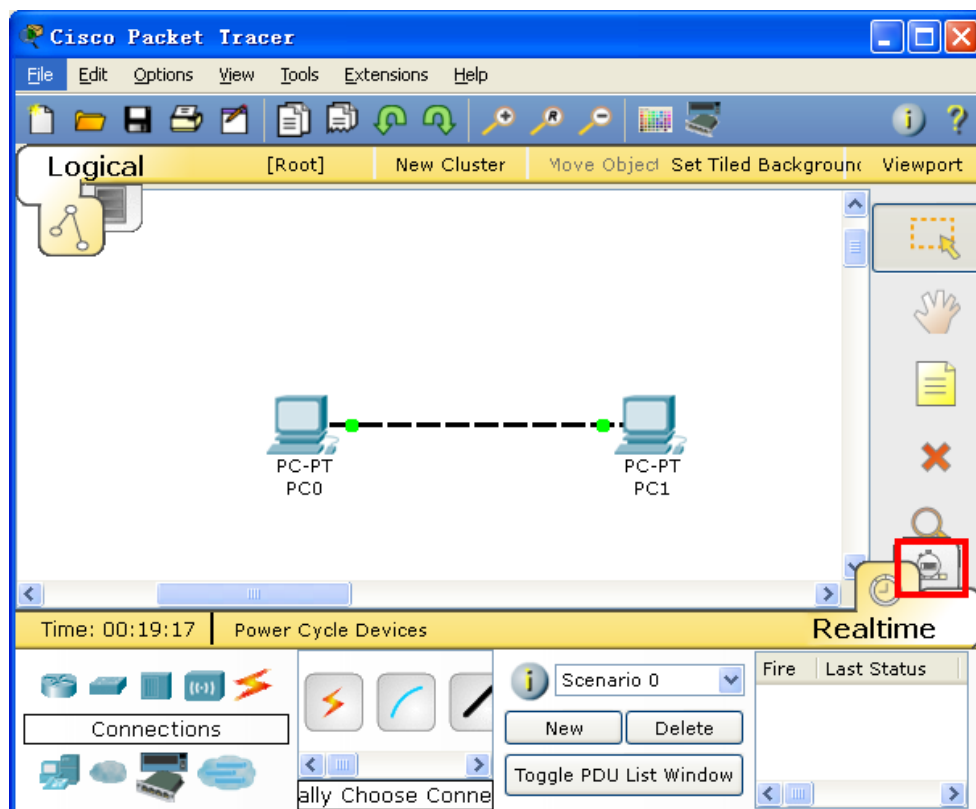 Cisco Packet Tracer
File Edit Options View Tools Extensions Help
Logical [Root] New Cluster Move Object Set Tiled Background Viewport
PC-PT PC-PT
PC0 PC1
Time: 00:19:17 Power Cycle Devices Realtime
Fire Last Status
Scenario 0
Connections
New Delete
Toggle PDU List Window
ally Choose Conne